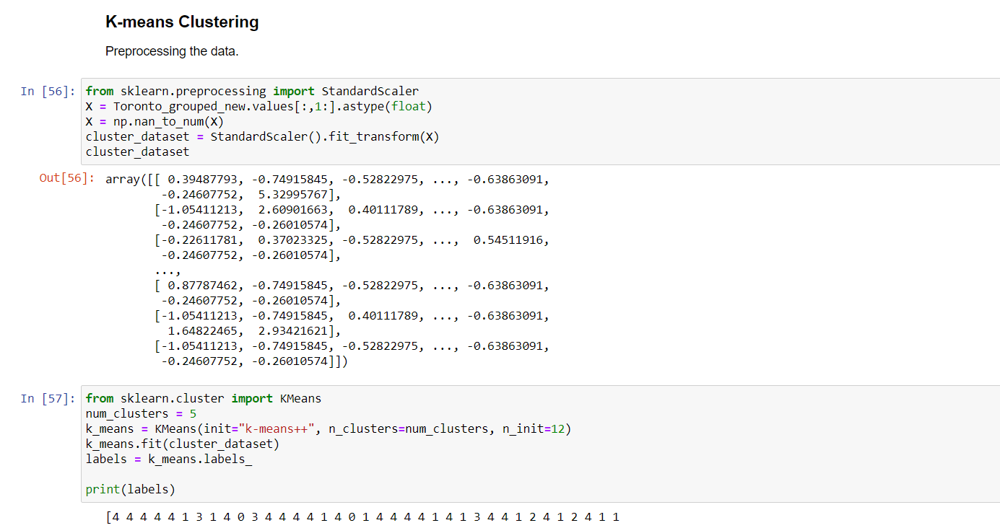 K-means Clustering
Preprocessing the data.
In [56]: from sklearn.preprocessing import StandardScaler
X = Toronto_grouped_new.values[:,1:].astype(float)
X = np.nan_to_num(X)
cluster_dataset = StandardScaler().fit_transform(X)
cluster_dataset
Out[56]: array([[ 0.39487793, -0.74915845, -0.52822975, ..., -0.63863091,
-0.24607752, 5.32995767],
[-1.05411213, 2.60901663, 0.40111789, ..., -0.63863091,
-0.24607752, -0.26010574],
[-0.22611781, 0.37023325, -0.52822975, ..., 0.54511916,
-0.24607752, -0.26010574],
...,
[ 0.87787462, -0.74915845, -0.52822975, ..., -0.63863091,
-0.24607752, -0.26010574],
[-1.05411213, -0.74915845, 0.40111789, ..., -0.63863091,
1.64822465, 2.93421621],
[-1.05411213, -0.74915845, -0.52822975, ..., -0.63863091,
-0.24607752, -0.26010574]])
In [57]: from sklearn.cluster import KMeans
num_clusters = 5
k_means = KMeans(init="k-means++", n_clusters=num_clusters, n_init=12)
k_means.fit(cluster_dataset)
labels = k_means.labels_
print(labels)
[4 4 4 4 4 1 3 1 4 0 3 4 4 4 4 1 4 0 1 4 4 4 4 1 4 1 3 4 4 1 2 4 1 2 4 1 1